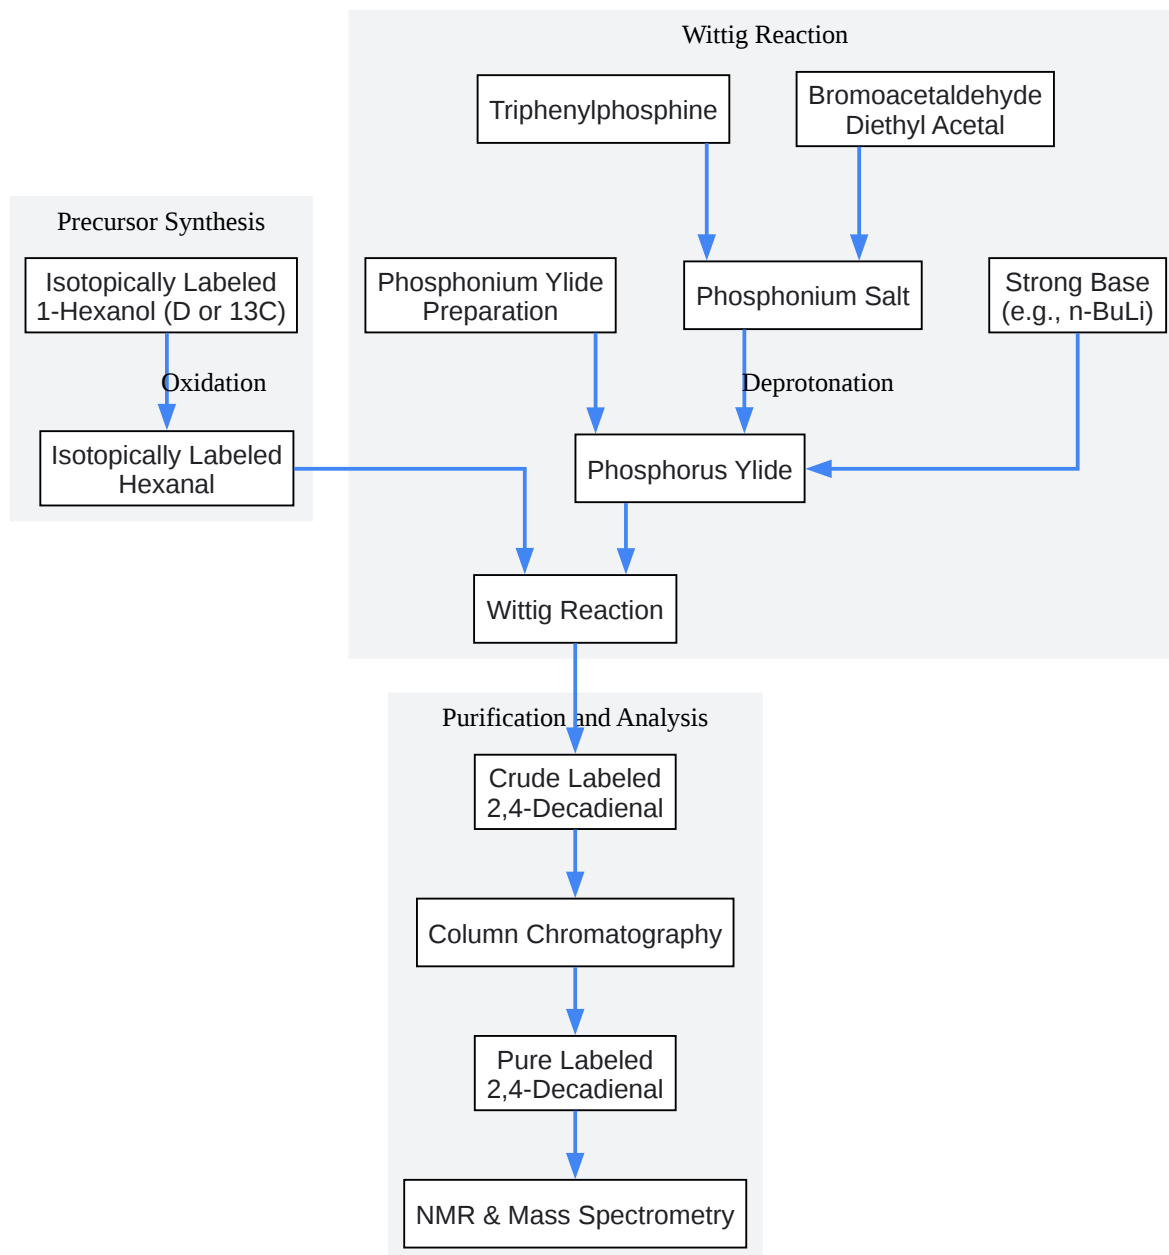 Wittig Reaction
Triphenylphosphine
Bromoacetaldehyde
Diethyl Acetal
Precursor Synthesis
Isotopically Labeled
1-Hexanol (D or 13C)
Phosphonium Ylide
Preparation
Phosphonium Salt
Strong Base
(e.g., n-BuLi)
Oxidation
Deprotonation
Isotopically Labeled
Hexanal
Phosphorus Ylide
Wittig Reaction
Purification and Analysis
Crude Labeled
2,4-Decadienal
Column Chromatography
Pure Labeled
2,4-Decadienal
NMR & Mass Spectrometry